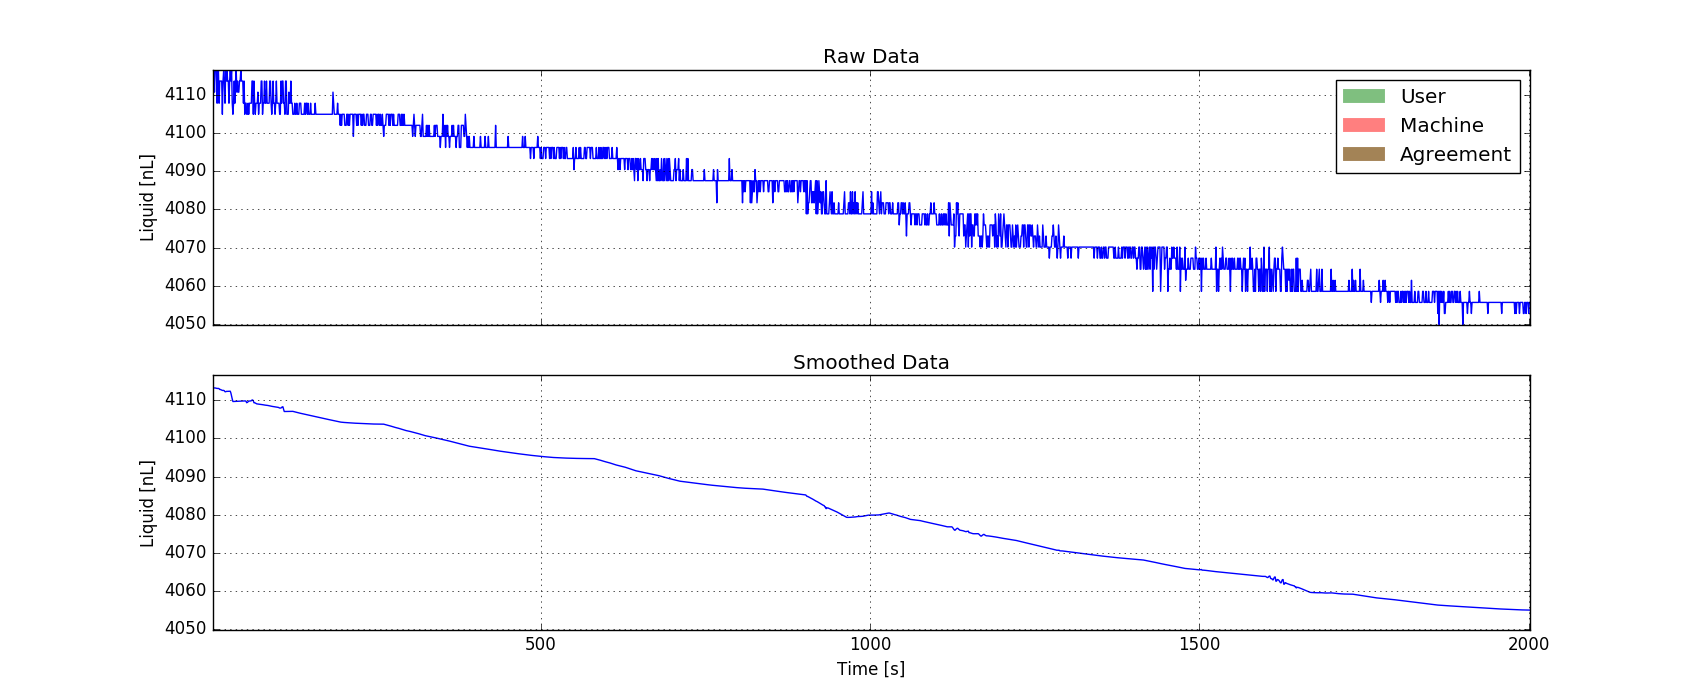 Raw Data
Liquid [nL]
4110
4100
4090
4080
4070
4060
4050
User
Machine
Agreement
Smoothed Data
Liquid [nL]
4110
4100
4090
4080
4070
4060
4050
500
1000
1500
2000
Time [s]